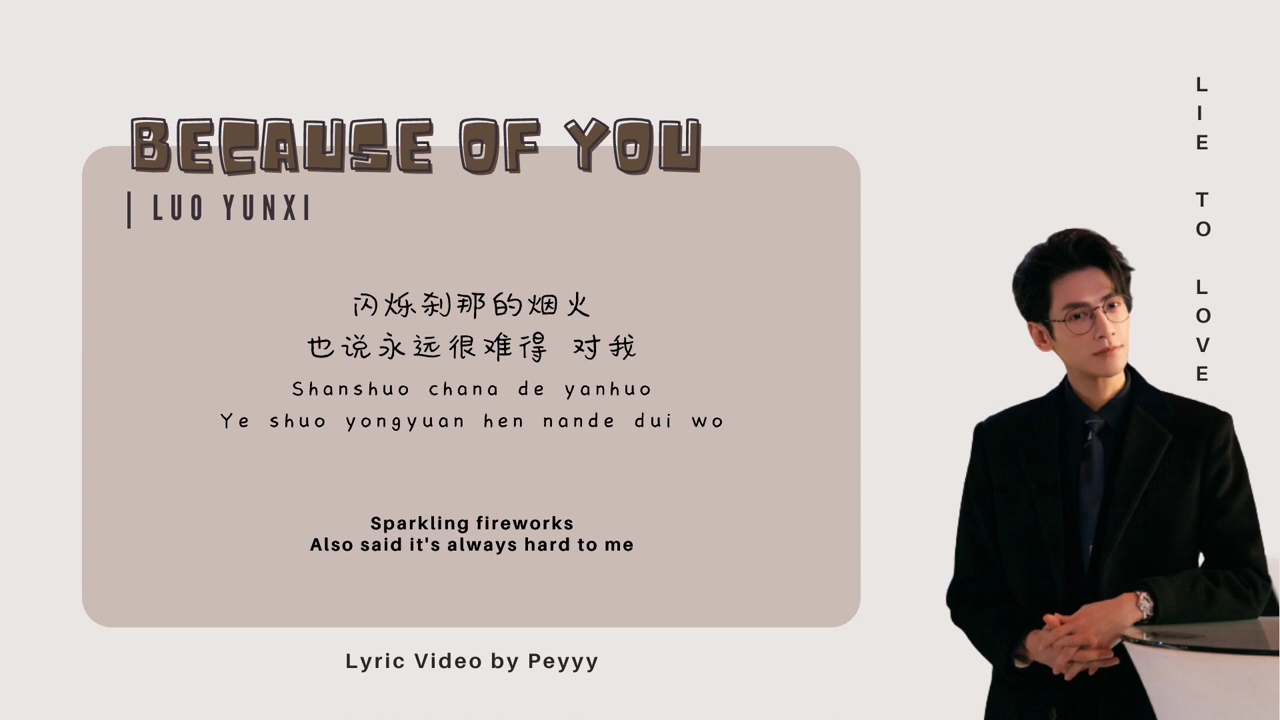 BECAUSE OF YOU
| LUO YUNXI
闪烁刹那的烟火
也说永远很难得 对我
Shanshuo chana de yanhuo
Ye shuo yongyuan hen nande dui wo
Sparkling fireworks
Also said it's always hard to me
Lyric Video by Peyyy
LIE TO LOVE